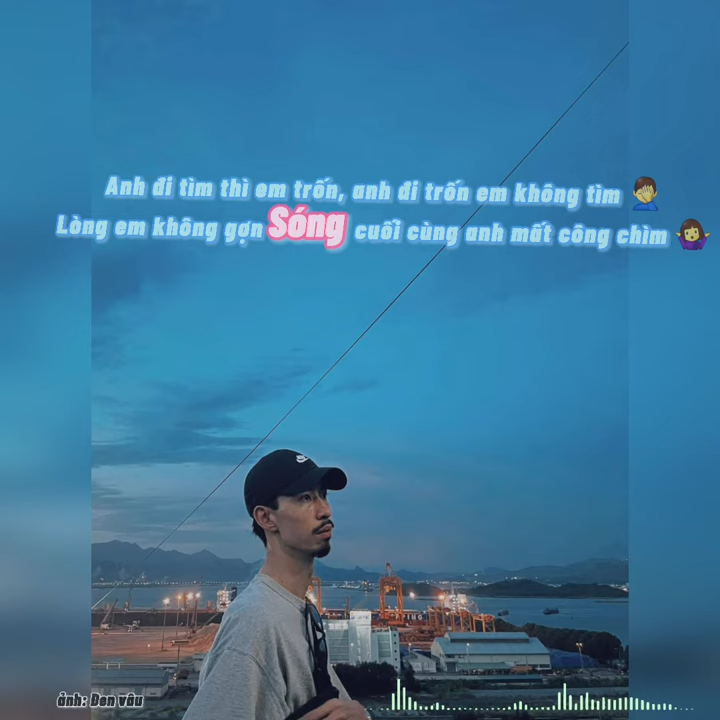 Anh đi tìm thì em trốn, anh đi trốn em không tìm 🤦‍♂️
Lòng em không gợn Sóng cuối cùng anh mất công chìm 🤷‍♀️
ảnh: Đen vâu